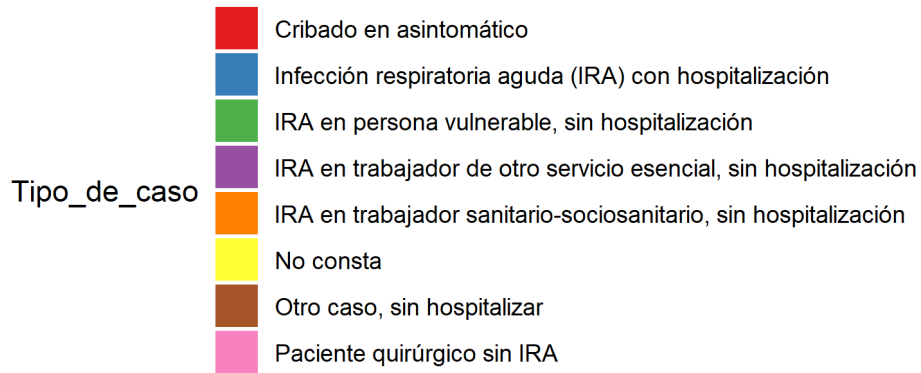 Cribado en asintomático
Infección respiratoria aguda (IRA) con hospitalización
IRA en persona vulnerable, sin hospitalización
IRA en trabajador de otro servicio esencial, sin hospitalización
Tipo_de_caso
IRA en trabajador sanitario-sociosanitario, sin hospitalización
No consta
Otro caso, sin hospitalizar
Paciente quirúrgico sin IRA